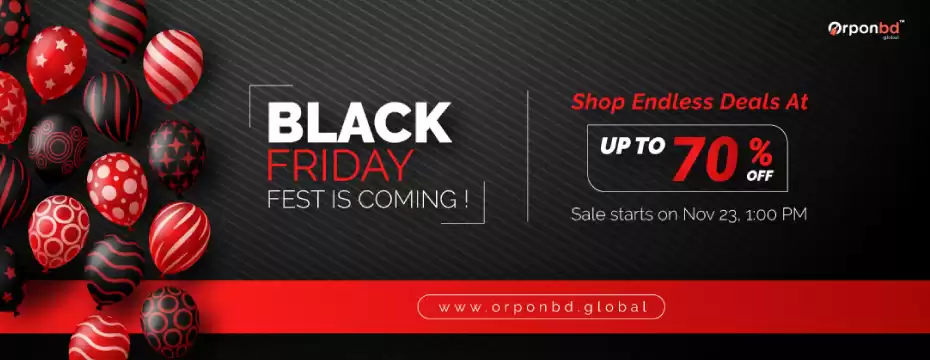 Orponbd™
global
BLACK
FRIDAY
FEST IS COMING !
Shop Endless Deals At
UP TO 70% OFF
Sale starts on Nov 23, 1:00 PM
www.orponbd.global